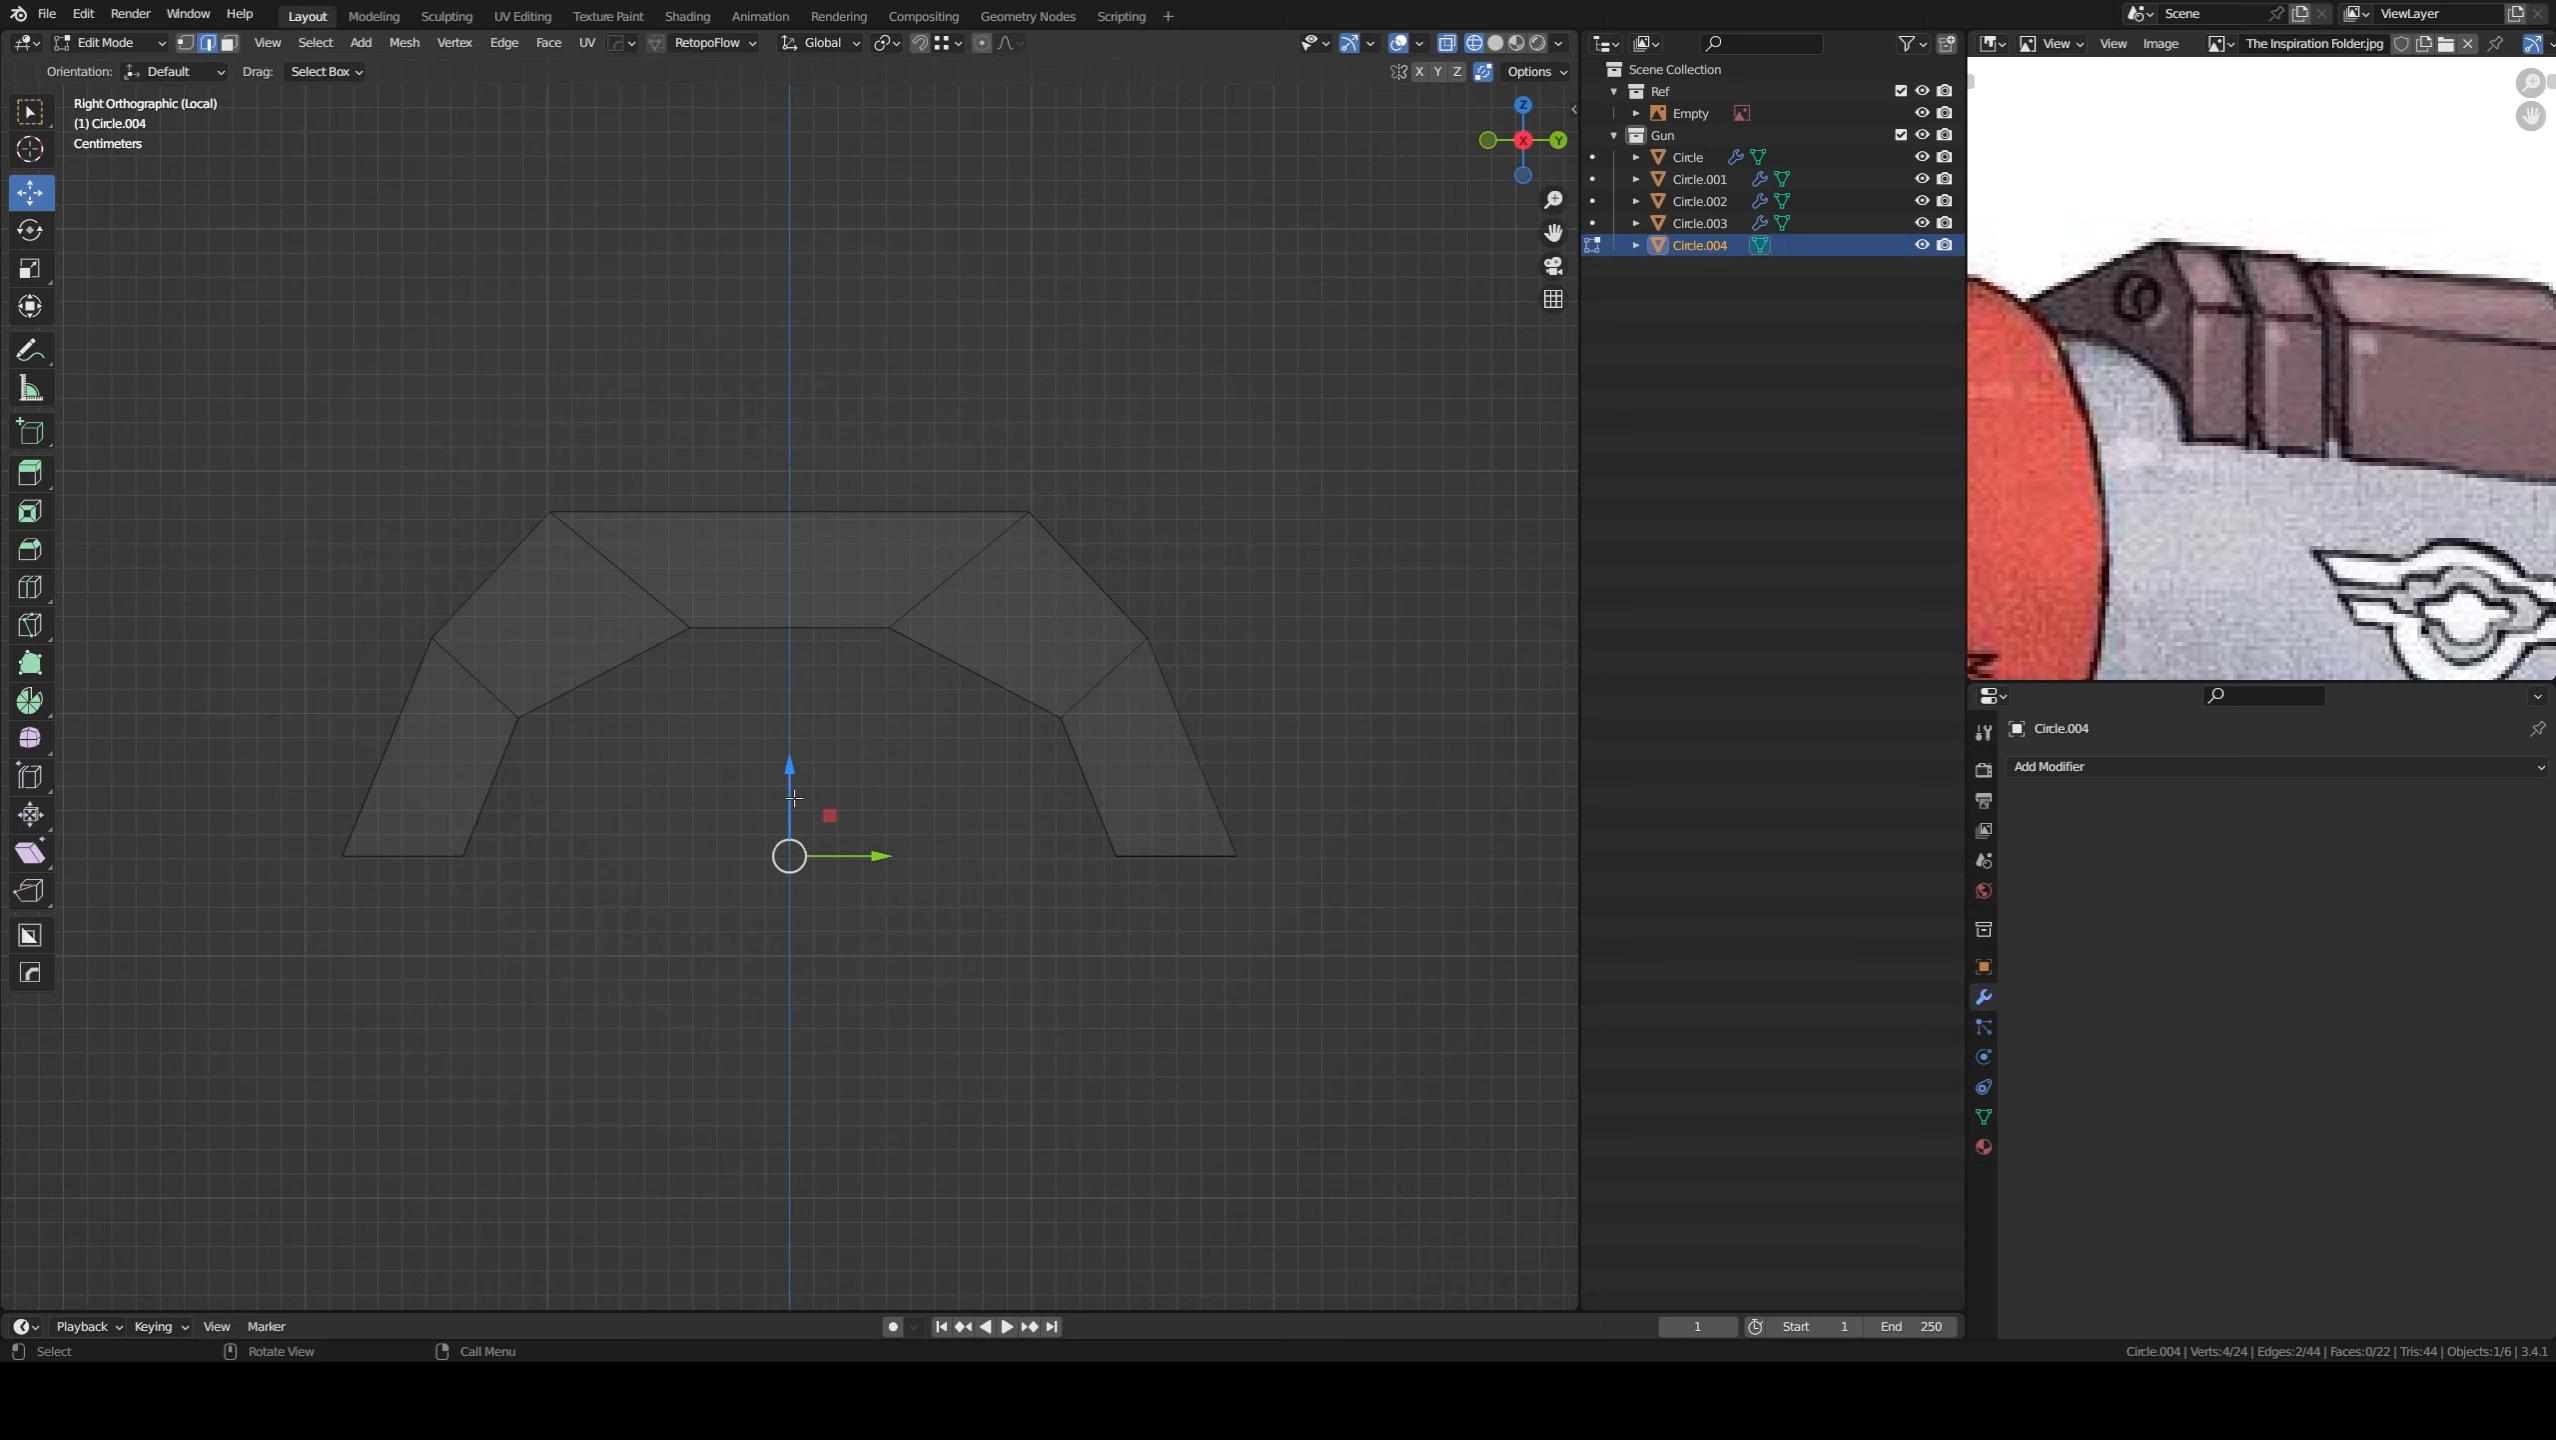 File Edit Render Window Help Layout Modeling Sculpting UV Editing Texture Paint Shading Animation Rendering Compositing Geometry Nodes Scripting + Scene ViewLayer
Edit Mode View Select Add Mesh Vertex Edge Face UV RetopoFlow Global View View Image The Inspiration Folder.jpg
Orientation: Default Drag: Select Box X Y Z Options
Scene Collection
Ref
Empty
Gun
Circle
Circle.001
Circle.002
Circle.003
Circle.004
Right Orthographic (Local)
(1) Circle.004
Centimeters
Z
X
Y
Circle.004
Add Modifier
Playback Keying View Marker 1 Start 1 End 250
Select Rotate View Call Menu Circle.004 | Verts:4/24 | Edges:2/44 | Faces:0/22 | Tris:44 | Objects:1/6 | 3.4.1